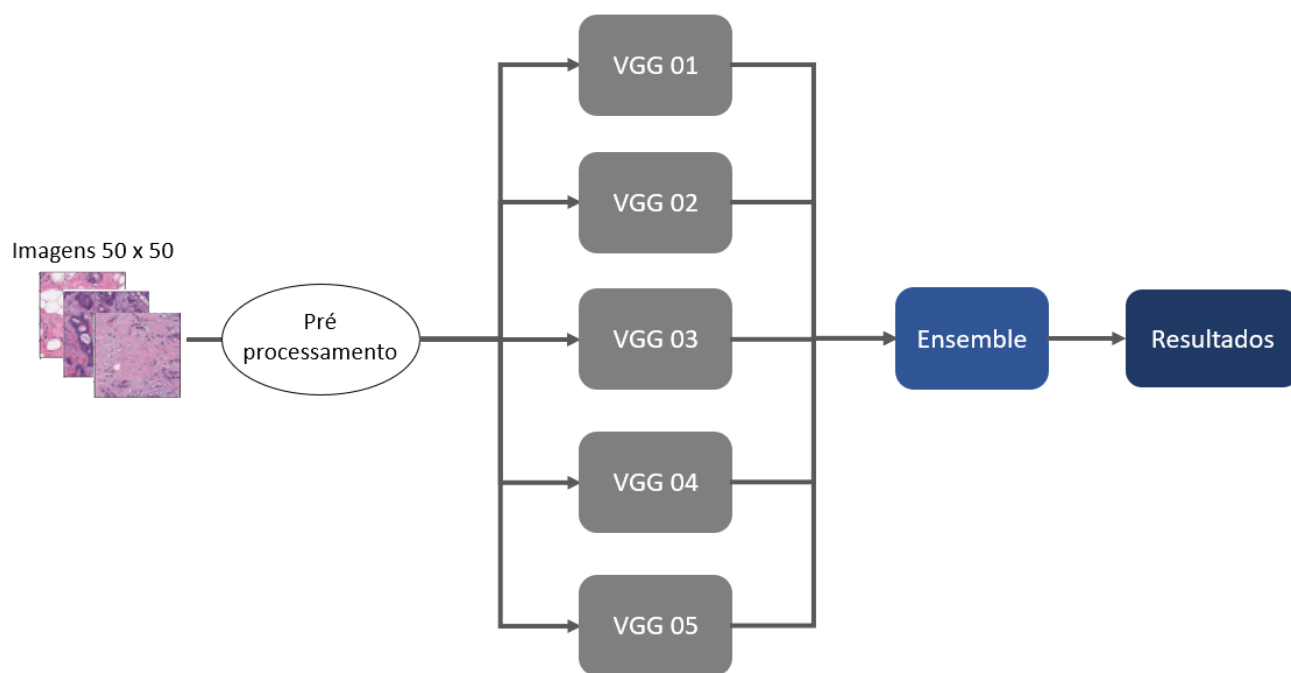 Imagens 50 x 50
Pré
processamento
VGG 01
VGG 02
VGG 03
VGG 04
VGG 05
Ensemble
Resultados